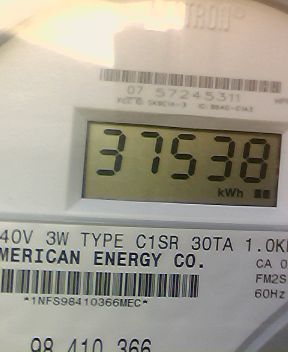 TRON
07 57245311
37538
kWh
40V 3W TYPE C1SR 30TA 1.0K
MERICAN ENERGY CO.
CA 0
FM2S
60Hz
*1NFS98410366MEC*
98 410 366